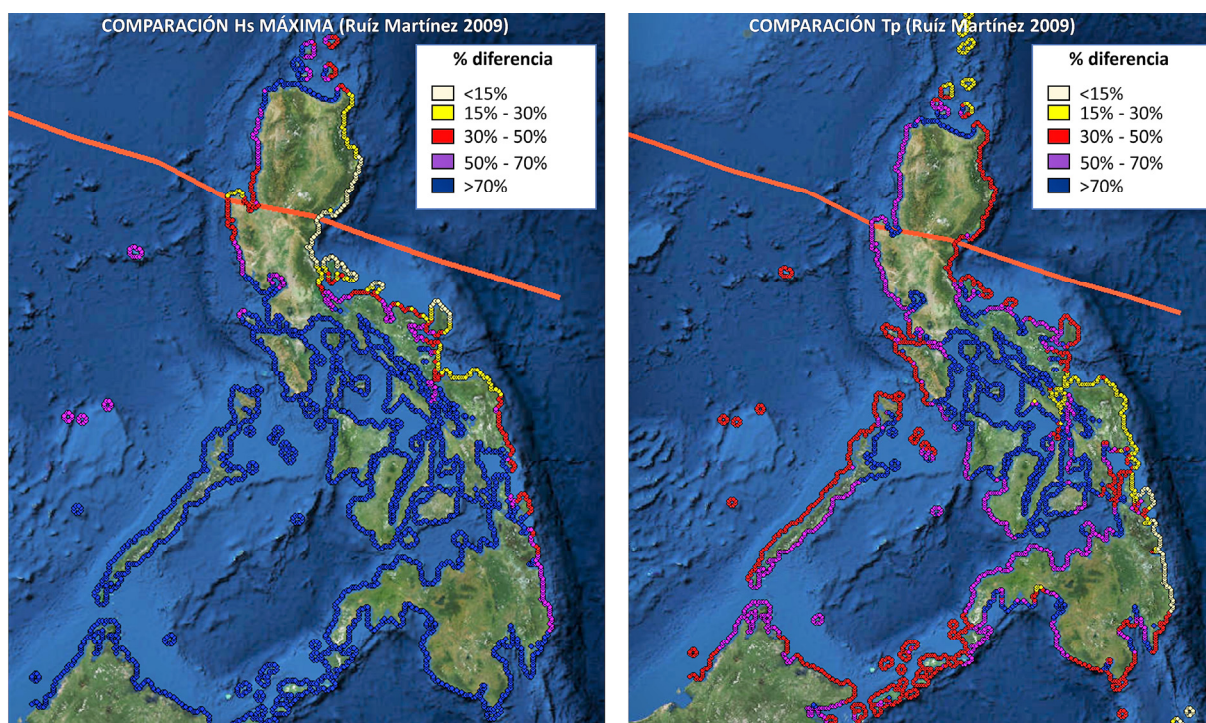 COMPARACIÓN Hs MÁXIMA (Ruíz Martínez 2009)
% diferencia
<15%
15% - 30%
30% - 50%
50% - 70%
>70%
COMPARACIÓN Tp (Ruíz Martínez 2009)
% diferencia
<15%
15% - 30%
30% - 50%
50% - 70%
>70%